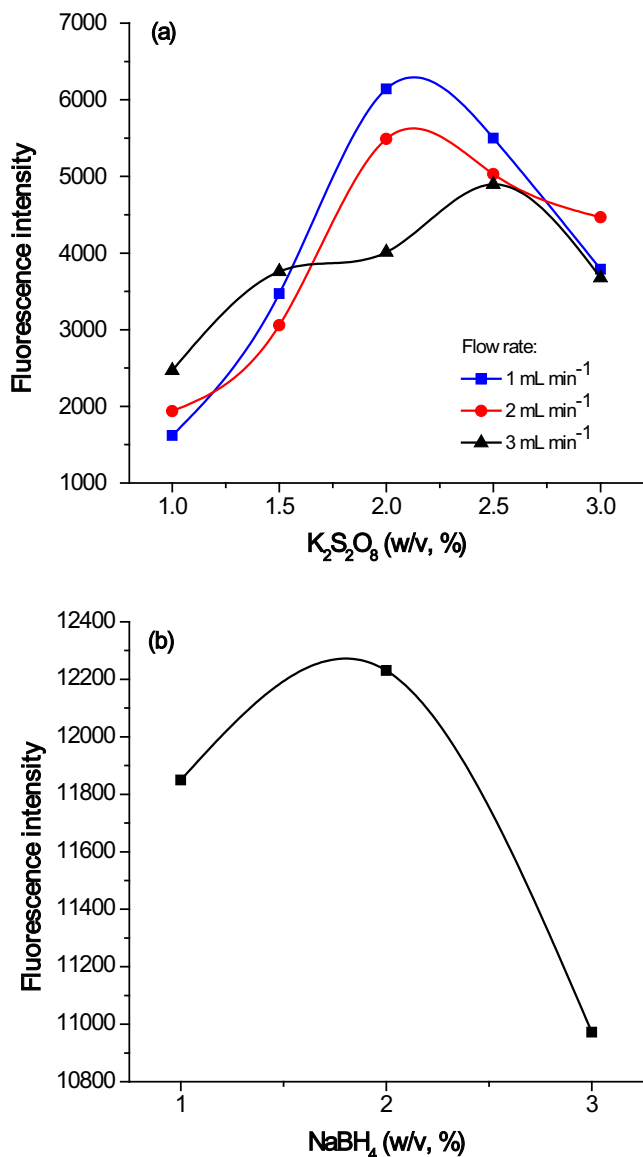 (a)
Fluorescence intensity
7000
6000
5000
4000
3000
2000
1000
Flow rate:
1 mL min⁻¹
2 mL min⁻¹
3 mL min⁻¹
1.0 1.5 2.0 2.5 3.0
K₂S₂O₈ (w/v, %)
(b)
Fluorescence intensity
12400
12200
12000
11800
11600
11400
11200
11000
10800
1 2 3
NaBH₄ (w/v, %)